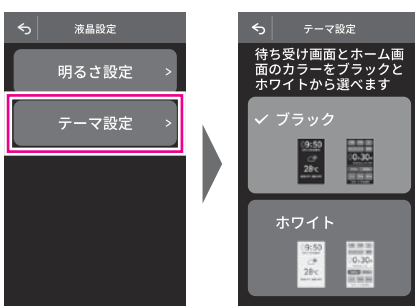 液晶設定
明るさ設定 >
テーマ設定 >
テーマ設定
待ち受け画面とホーム画
面のカラーをブラックと
ホワイトから選べます
✓ ブラック
9:50
28℃
0:30
ホワイト
9:50
28℃
0:30